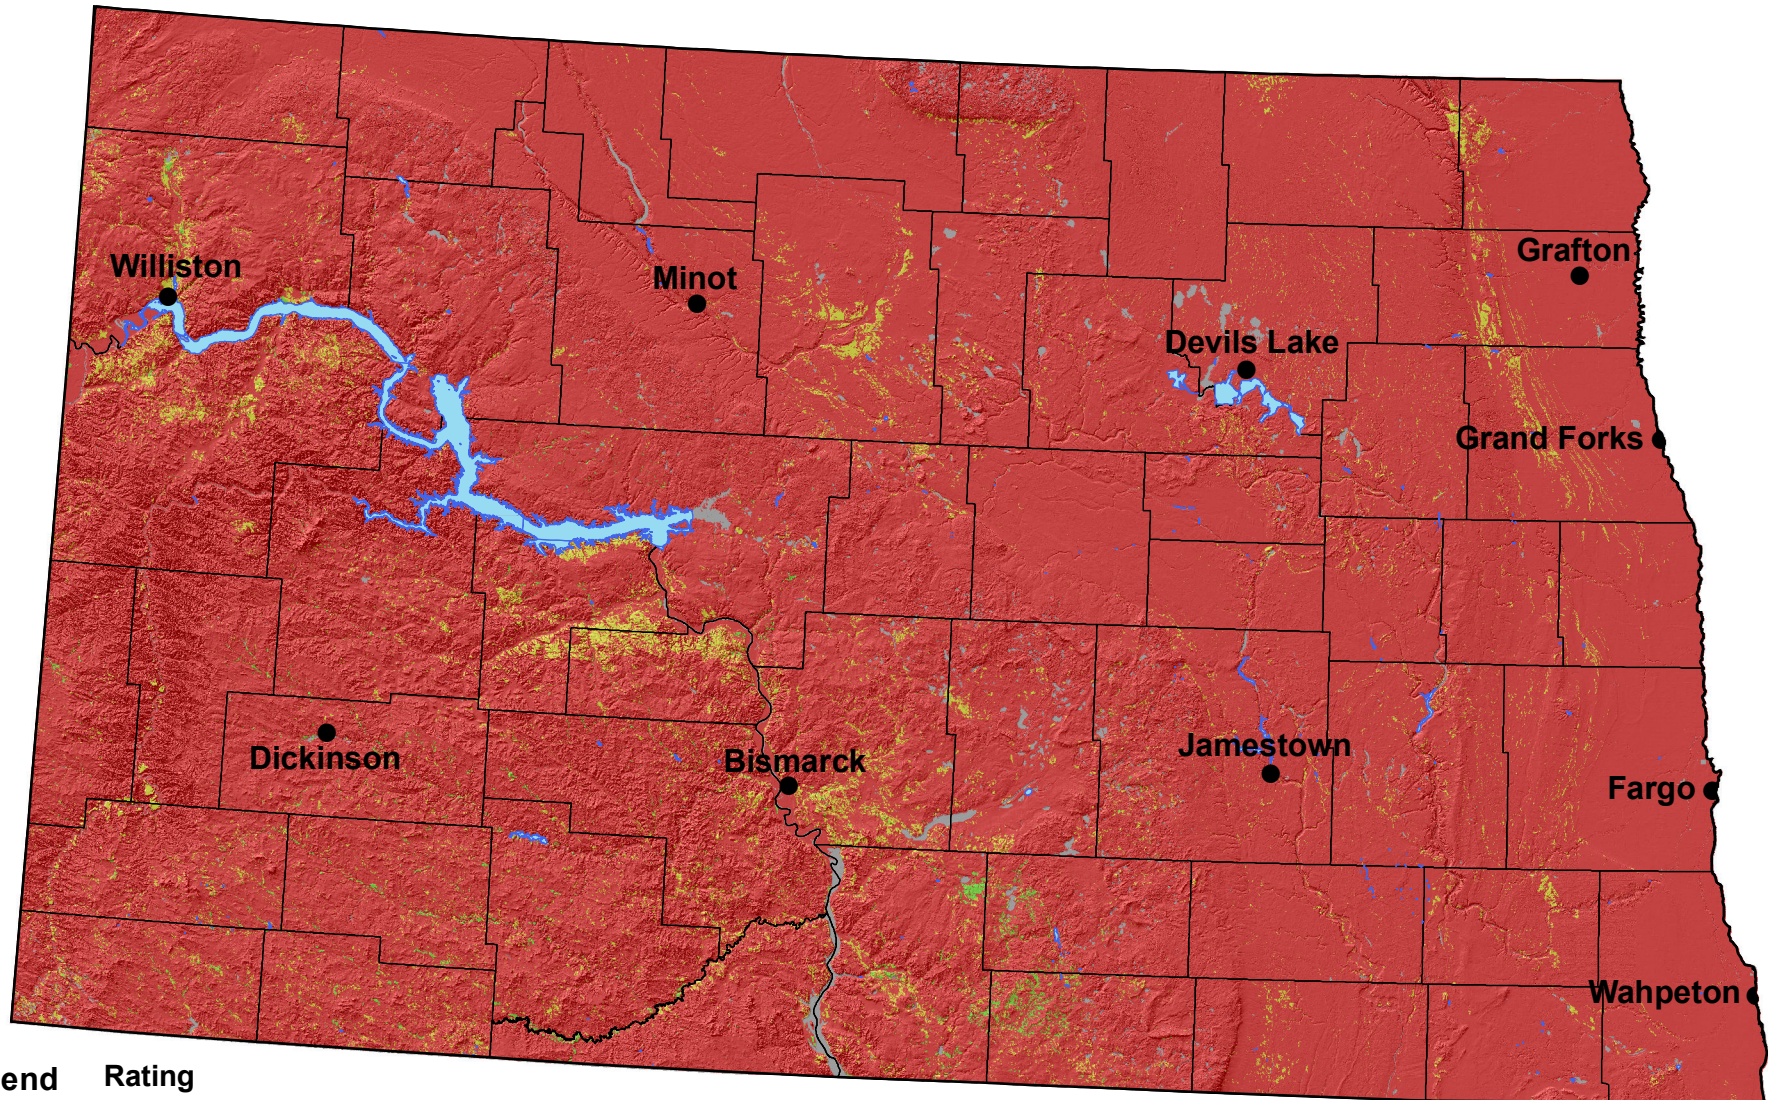 Grafton
Williston
Minot
Devils Lake
Grand Forks
Dickinson
Bismarck
Jamestown
Fargo
Wahpeton
end
Rating